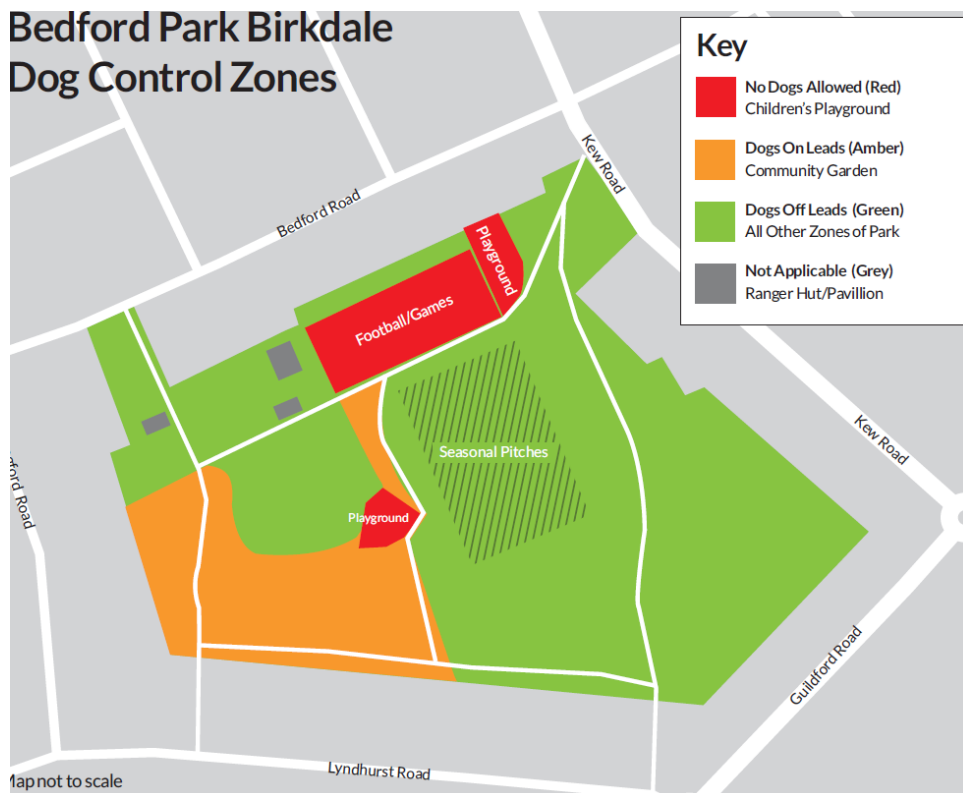 Bedford Park Birkdale
Dog Control Zones
Key
No Dogs Allowed (Red)
Children's Playground
Dogs On Leads (Amber)
Community Garden
Dogs Off Leads (Green)
All Other Zones of Park
Not Applicable (Grey)
Ranger Hut/Pavillion
Kew Road
Bedford Road
Playground
Football/Games
Seasonal Pitches
Kew Road
dford Road
Playground
Guildford Road
Lyndhurst Road
Map not to scale